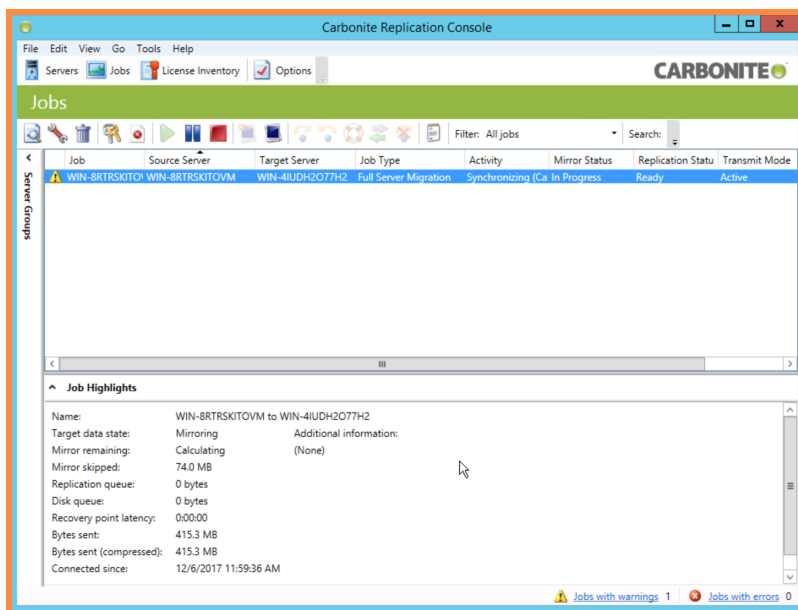 Carbonite Replication Console
File Edit View Go Tools Help
Servers Jobs License Inventory Options CARBONITE
Jobs
Filter: All jobs Search:
Job Source Server Target Server Job Type Activity Mirror Status Replication Statu Transmit Mode
WIN-8RTRSKITO WIN-8RTRSKITOVM WIN-4IUDH2O77H2 Full Server Migration Synchronizing (Ca In Progress Ready Active
Server Groups
Job Highlights
Name: WIN-8RTRSKITOVM to WIN-4IUDH2O77H2
Target data state: Mirroring Additional information:
Mirror remaining: Calculating (None)
Mirror skipped: 74.0 MB
Replication queue: 0 bytes
Disk queue: 0 bytes
Recovery point latency: 0:00:00
Bytes sent: 415.3 MB
Bytes sent (compressed): 415.3 MB
Connected since: 12/6/2017 11:59:36 AM
Jobs with warnings 1 Jobs with errors 0